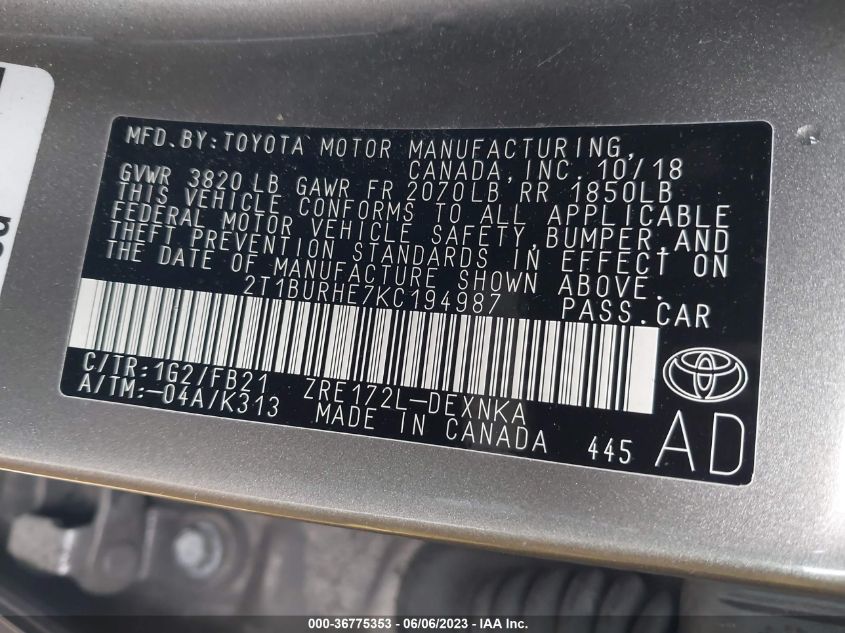 MFD. BY: TOYOTA MOTOR MANUFACTURING,
CANADA, INC. 10/18
GVWR 3820 LB GAWR FR 2070LB RR 1850LB
THIS VEHICLE CONFORMS TO ALL APPLICABLE
FEDERAL MOTOR VEHICLE SAFETY, BUMPER, AND
THEFT PREVENTION STANDARDS IN EFFECT ON
THE DATE OF MANUFACTURE SHOWN ABOVE.
2T1BURHE7KC194987 PASS. CAR
C/TR: 1G2/FB21 ZRE172L-DEXNKA
A/TM: -04A/K313 MADE IN CANADA 445 AD
000-36775353 - 06/06/2023 - IAA Inc.